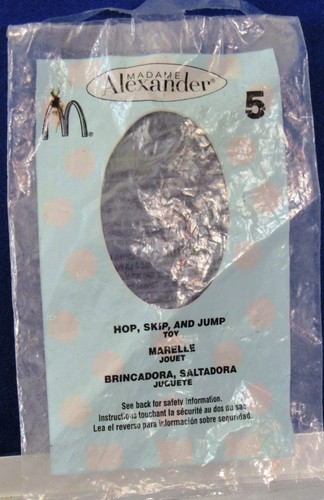 MADAME
Alexander®
5
M®
HOP, SKIP, AND JUMP
TOY
MARELLE
JOUET
BRINCADORA, SALTADORA
JUGUETE
See back for safety information.
Instructions touchant la sécurité au dos du sac.
Lea el reverso para información sobre seguridad.